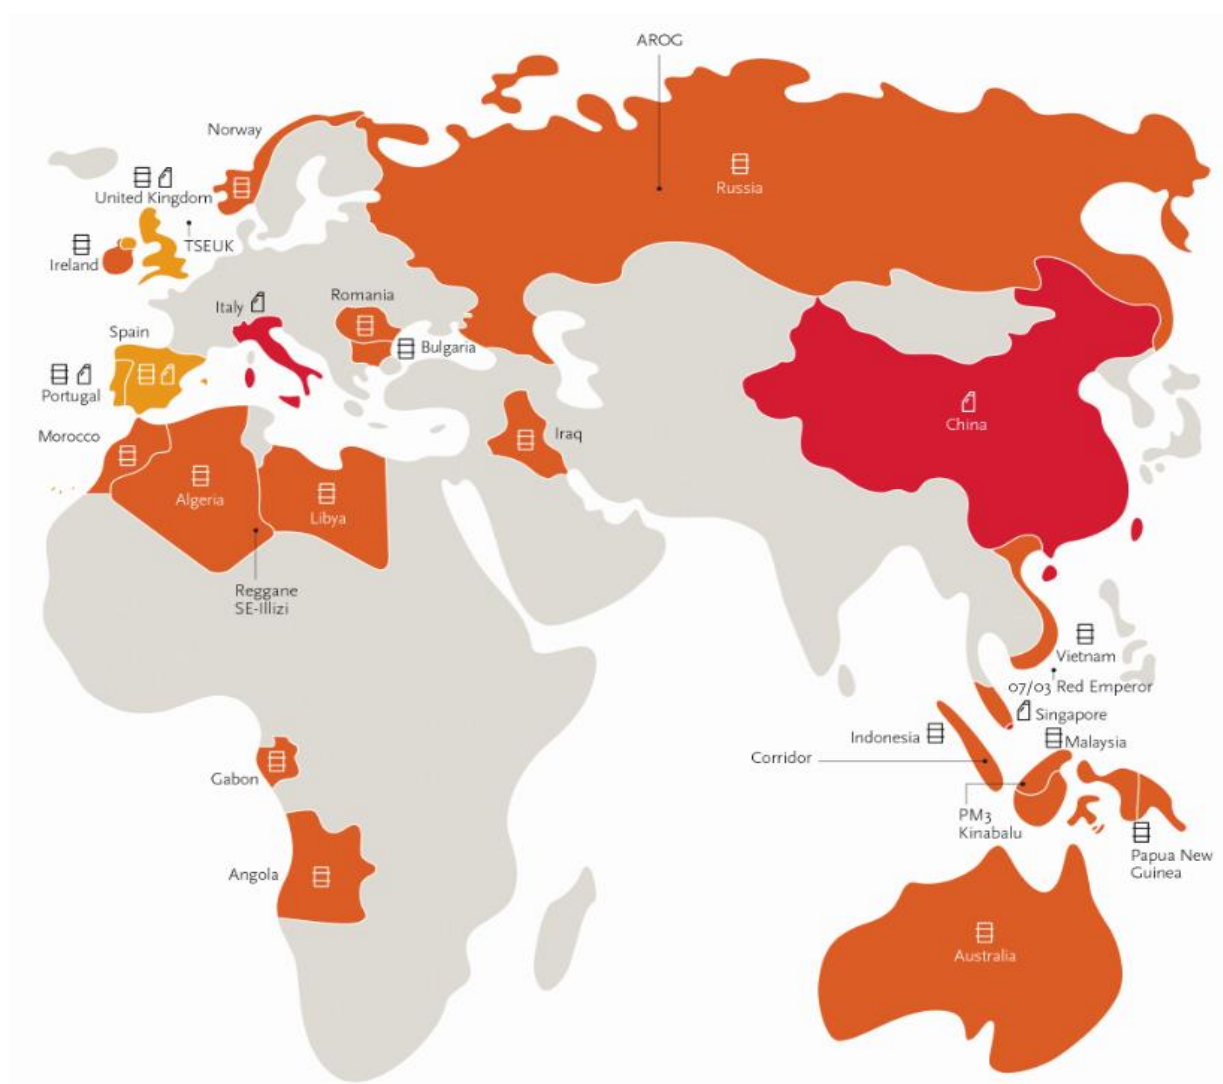 AROG
Norway
Russia
United Kingdom
TSEUK
Ireland
Italy
Romania
Spain
Bulgaria
Portugal
China
Morocco
Iraq
Algeria
Libya
Reggane
SE-Illizi
Vietnam
07/03 Red Emperor
Singapore
Indonesia
Malaysia
Corridor
Gabon
PM3
Kinabalu
Papua New
Guinea
Angola
Australia